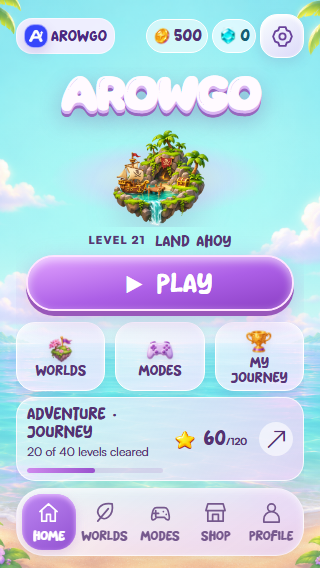 AROWGO
500
0
AROWGO
LEVEL 21 LAND AHOY
PLAY
WORLDS
MODES
MY
JOURNEY
ADVENTURE ·
JOURNEY
20 of 40 levels cleared
60/120
HOME
WORLDS
MODES
SHOP
PROFILE